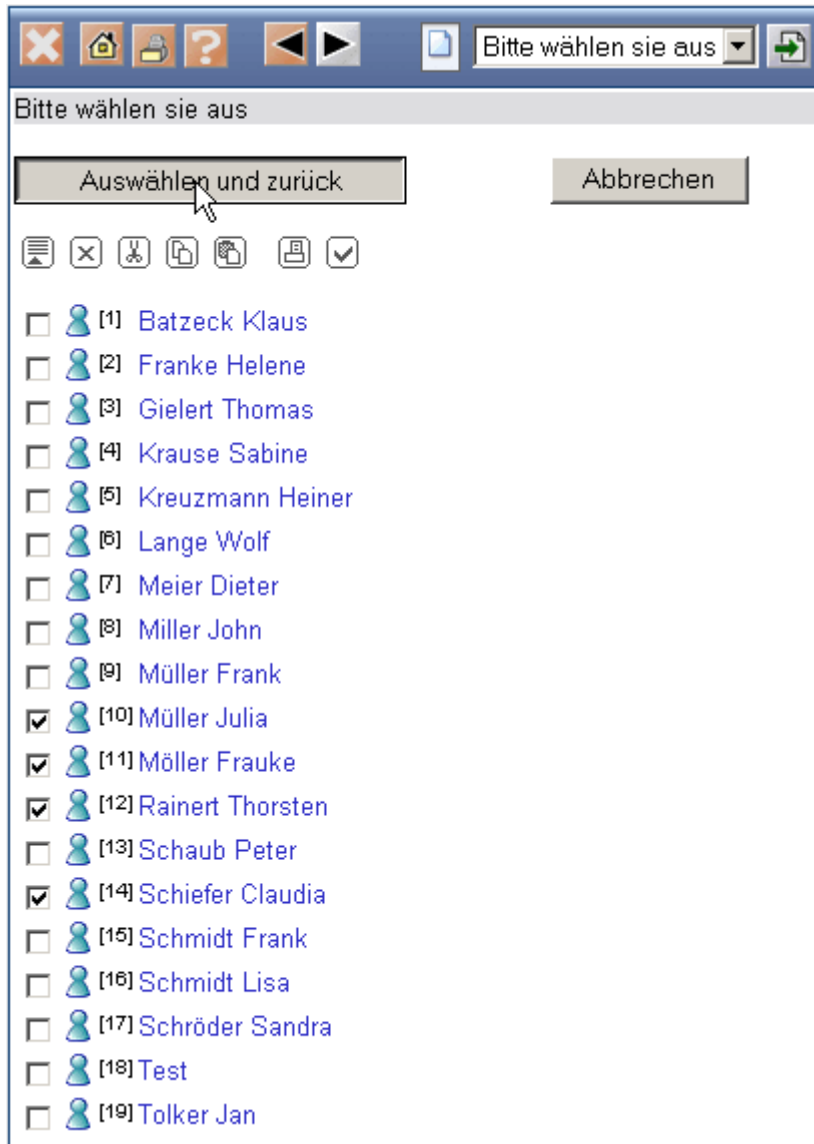 Bitte wählen sie aus
Bitte wählen sie aus
Auswählen und zurück Abbrechen
[1] Batzeck Klaus
[2] Franke Helene
[3] Gielert Thomas
[4] Krause Sabine
[5] Kreuzmann Heiner
[6] Lange Wolf
[7] Meier Dieter
[8] Miller John
[9] Müller Frank
[10] Müller Julia
[11] Möller Frauke
[12] Rainert Thorsten
[13] Schaub Peter
[14] Schiefer Claudia
[15] Schmidt Frank
[16] Schmidt Lisa
[17] Schröder Sandra
[18] Test
[19] Tolker Jan